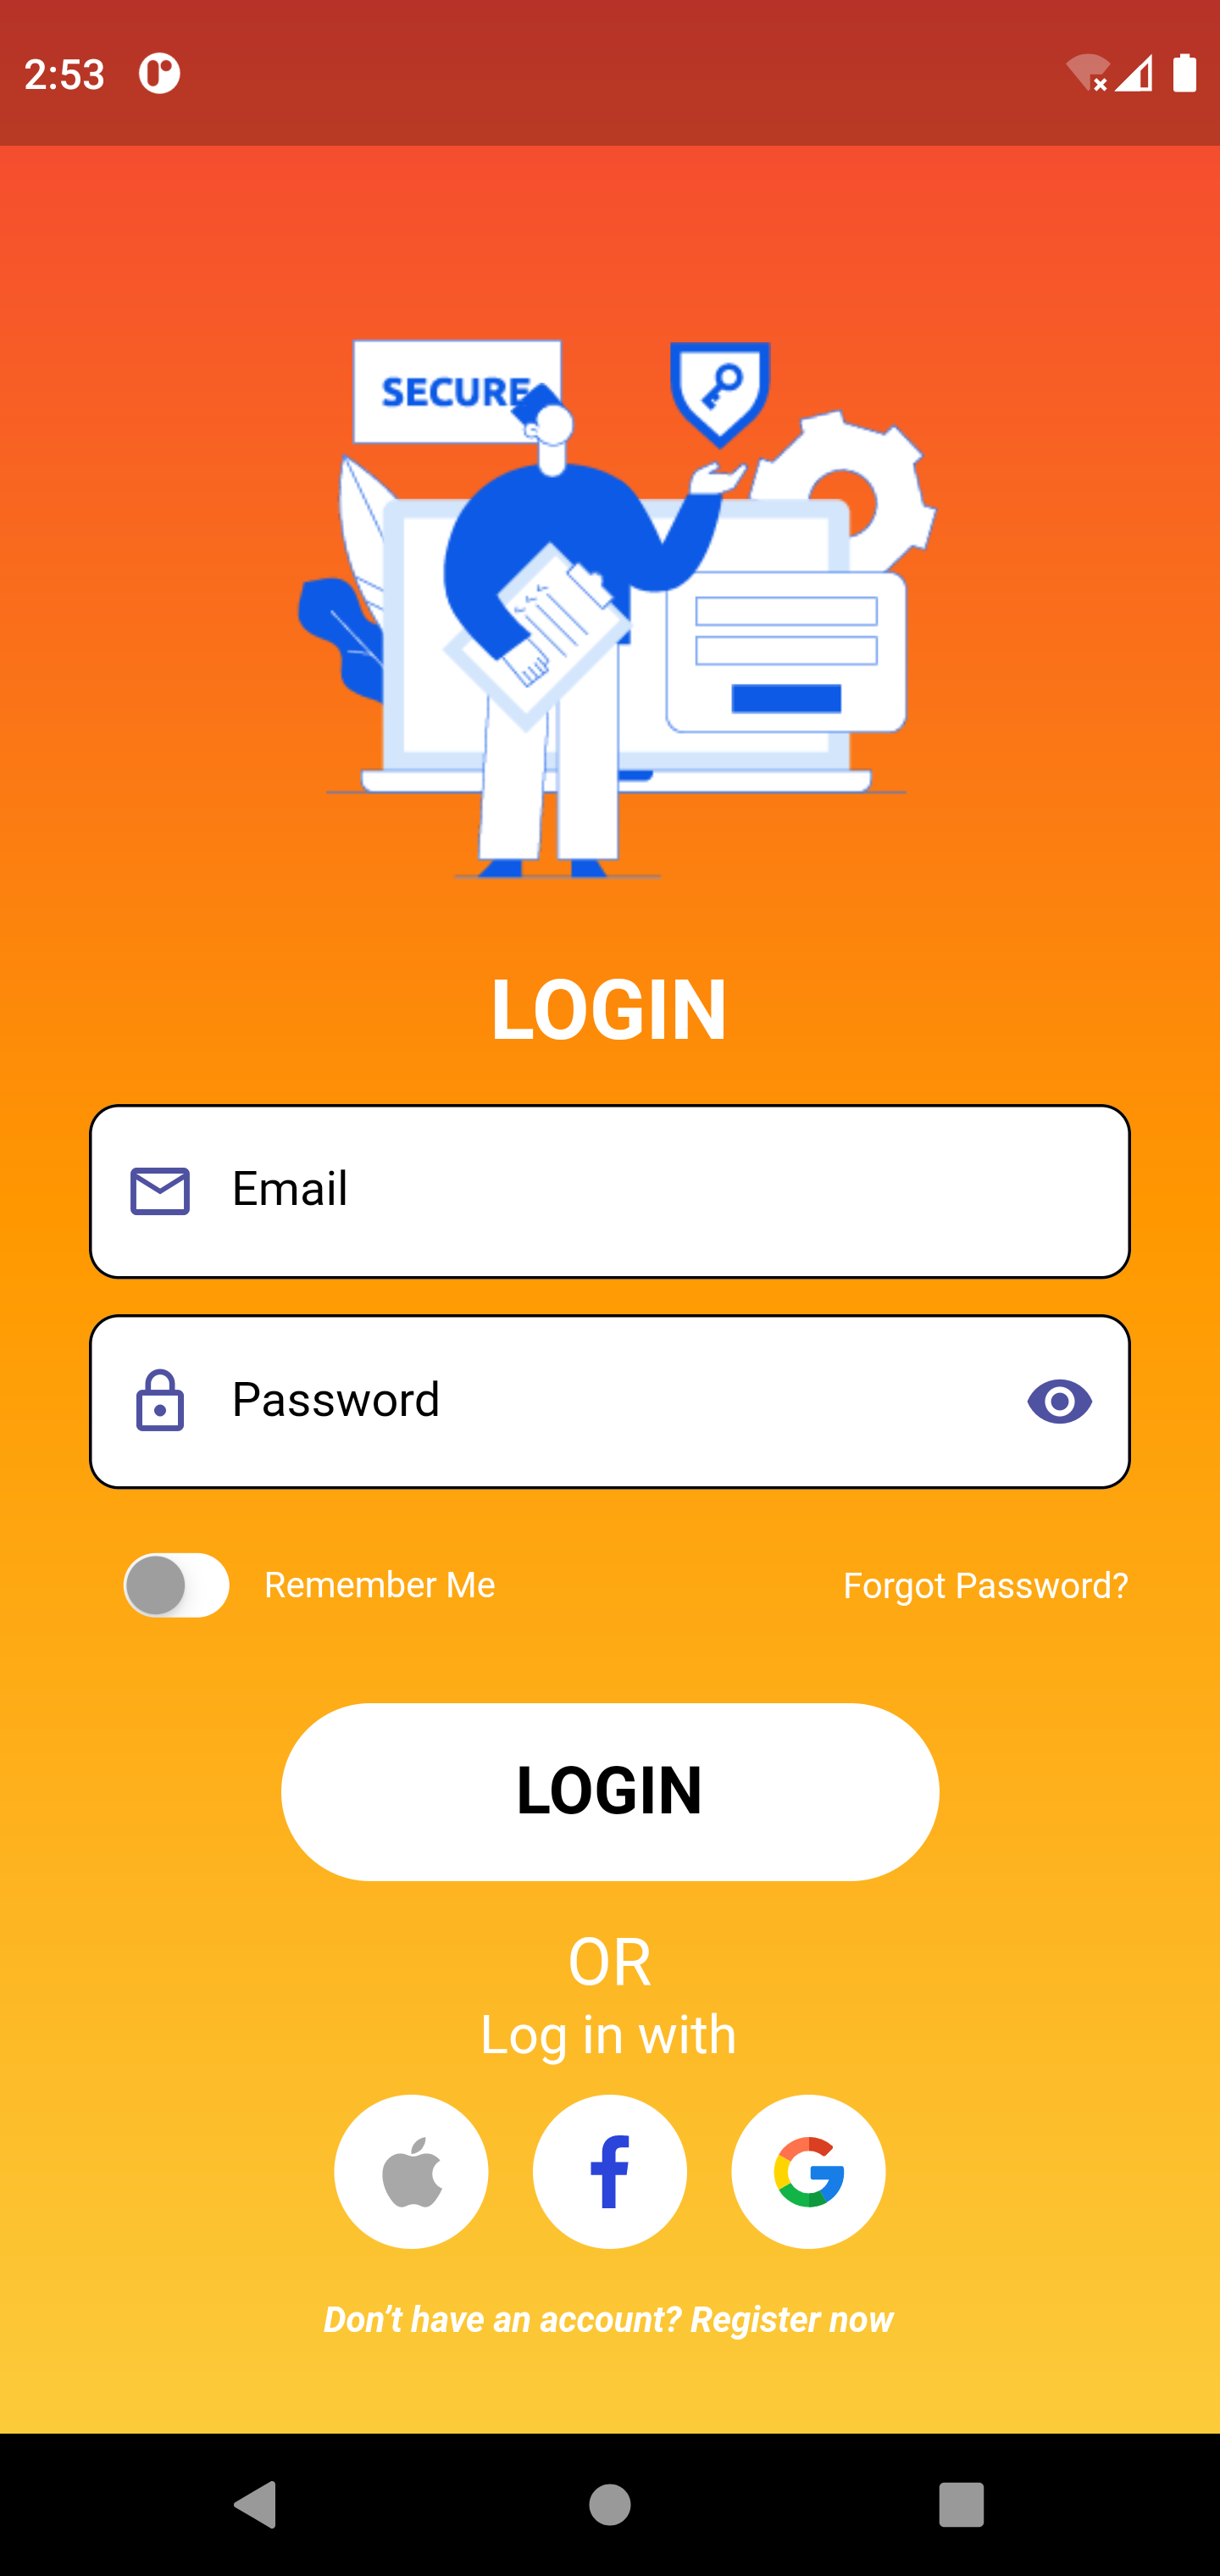 2:53
SECURE
LOGIN
Email
Password
Remember Me
Forgot Password?
LOGIN
OR
Log in with
Don’t have an account? Register now